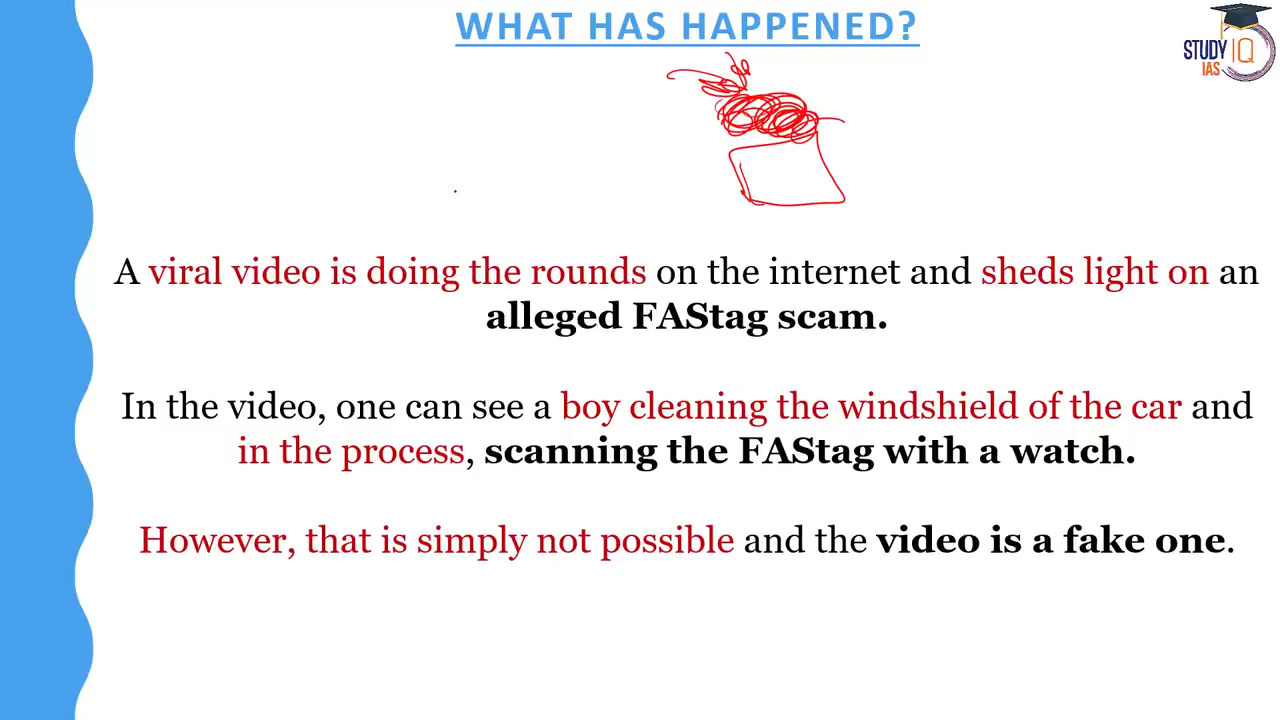 WHAT HAS HAPPENED?
STUDY IQ
IAS
A viral video is doing the rounds on the internet and sheds light on an
alleged FAStag scam.
In the video, one can see a boy cleaning the windshield of the car and
in the process, scanning the FAStag with a watch.
However, that is simply not possible and the video is a fake one.